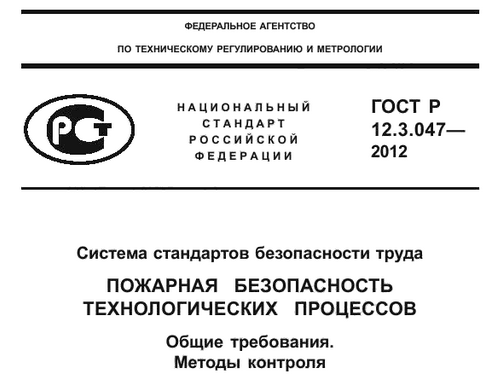 ФЕДЕРАЛЬНОЕ АГЕНТСТВО
ПО ТЕХНИЧЕСКОМУ РЕГУЛИРОВАНИЮ И МЕТРОЛОГИИ
РСТ
НАЦИОНАЛЬНЫЙ
СТАНДАРТ
РОССИЙСКОЙ
ФЕДЕРАЦИИ
ГОСТ Р
12.3.047—
2012
Система стандартов безопасности труда
ПОЖАРНАЯ БЕЗОПАСНОСТЬ
ТЕХНОЛОГИЧЕСКИХ ПРОЦЕССОВ
Общие требования.
Методы контроля